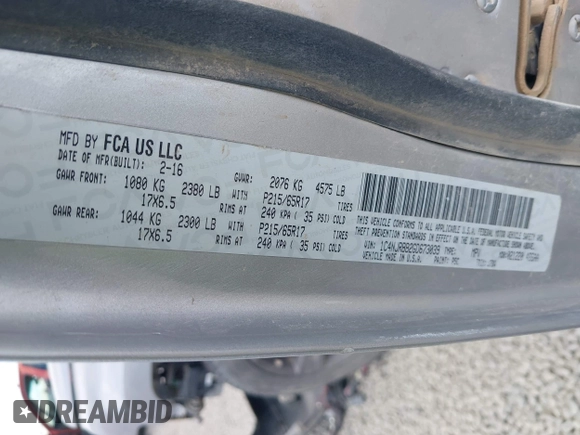 MFD BY FCA US LLC
DATE OF MFR(BUILT): 2-16 GVWR: 2076 KG 4575 LB
GAWR FRONT: 1080 KG 2380 LB WITH P215/65R17 TIRES
17X6.5 RIMS AT 240 KPA ( 35 PSI) COLD
GAWR REAR: 1044 KG 2300 LB WITH P215/65R17 TIRES
17X6.5 RIMS AT 240 KPA ( 35 PSI) COLD
THIS VEHICLE CONFORMS TO ALL APPLICABLE U.S.A. FEDERAL MOTOR VEHICLE SAFETY AND
THEFT PREVENTION STANDARDS IN EFFECT ON THE DATE OF MANUFACTURE SHOWN ABOVE.
VIN: TYPE: MPV
VEHICLE MADE IN U.S.A.
DREAMBID